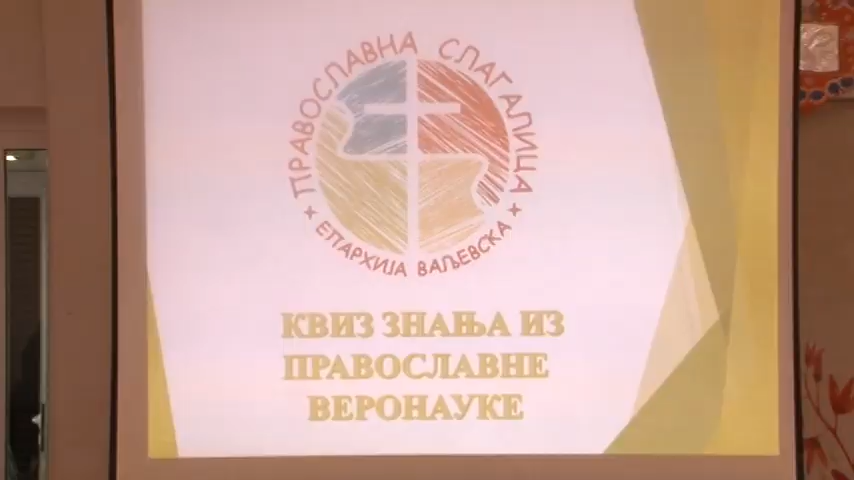 ПРАВОСЛАВНА СЛАГАЛИЦА
ЕПАРХИЈА ВАЉЕВСКА
КВИЗ ЗНАЊА ИЗ
ПРАВОСЛАВНЕ
ВЕРОНАУКЕ